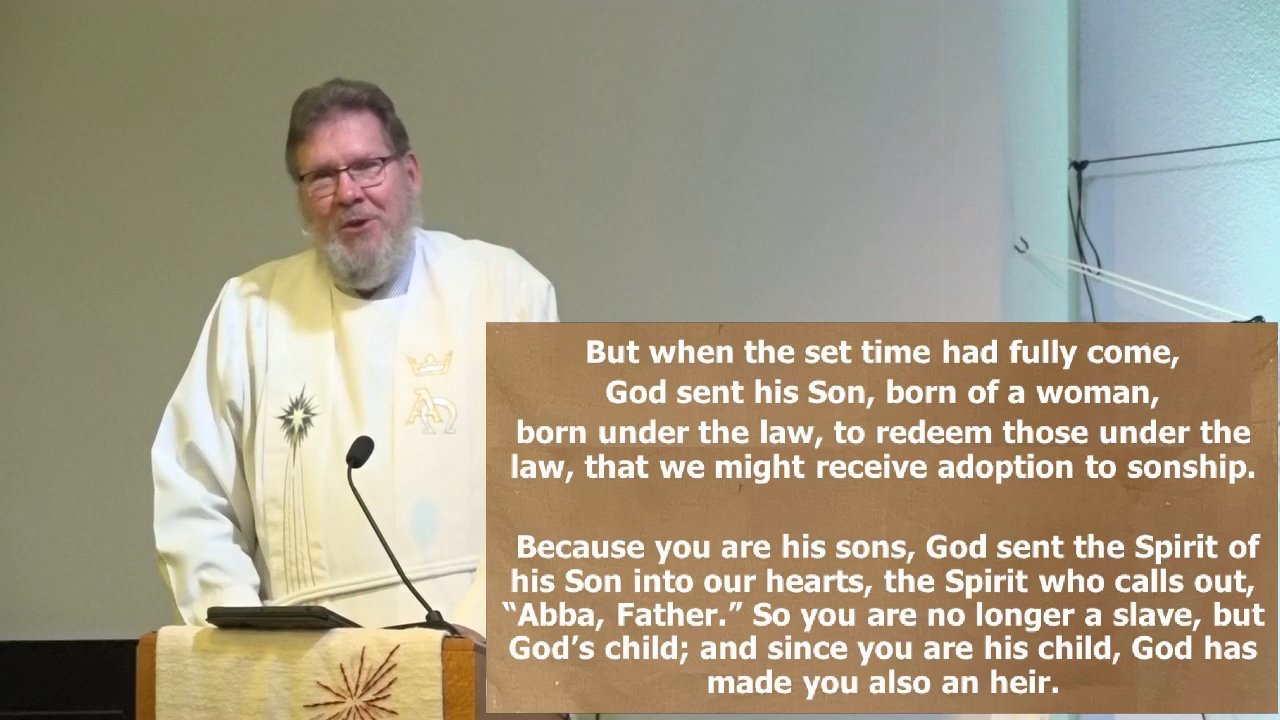 But when the set time had fully come,
God sent his Son, born of a woman,
born under the law, to redeem those under the
law, that we might receive adoption to sonship.
Because you are his sons, God sent the Spirit of
his Son into our hearts, the Spirit who calls out,
“Abba, Father.” So you are no longer a slave, but
God’s child; and since you are his child, God has
made you also an heir.
ΑΩ